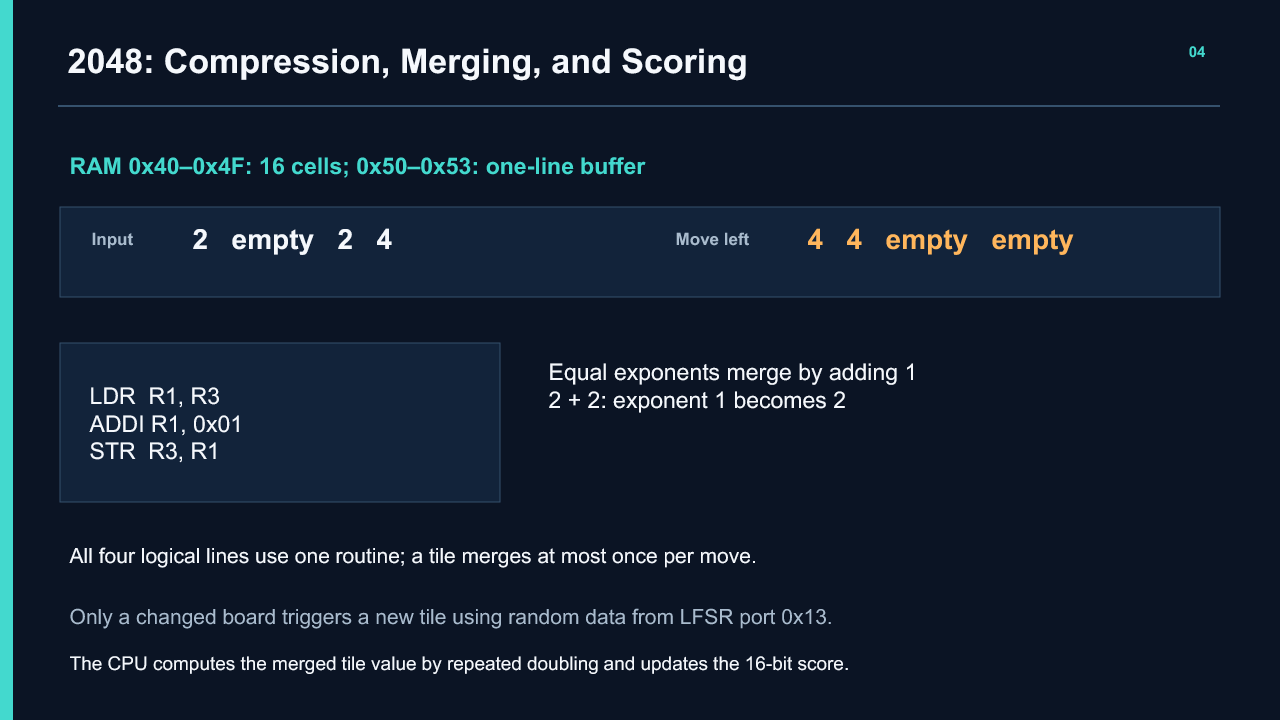 2048: Compression, Merging, and Scoring
04
RAM 0x40–0x4F: 16 cells; 0x50–0x53: one-line buffer
Input 2 empty 2 4 Move left 4 4 empty empty
LDR R1, R3
ADDI R1, 0x01
STR R3, R1
Equal exponents merge by adding 1
2 + 2: exponent 1 becomes 2
All four logical lines use one routine; a tile merges at most once per move.
Only a changed board triggers a new tile using random data from LFSR port 0x13.
The CPU computes the merged tile value by repeated doubling and updates the 16-bit score.